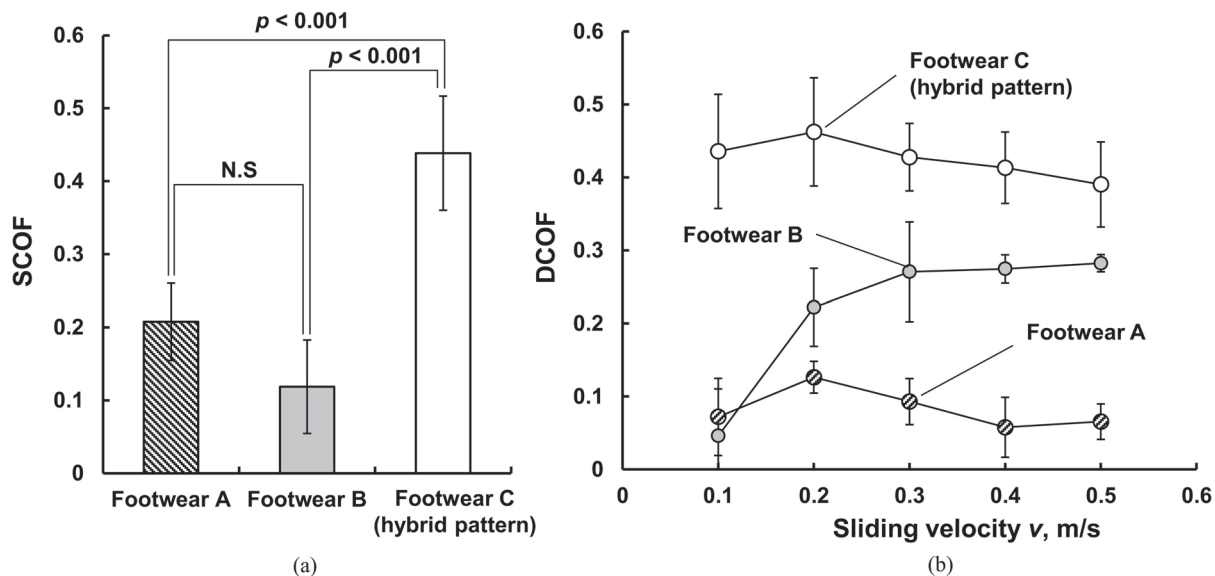 0.6
0.5
0.4
0.3
0.2
0.1
0
SCOF
p < 0.001
p < 0.001
N.S
Footwear A
Footwear B
Footwear C
(hybrid pattern)
(a)
0.6
0.5
0.4
0.3
0.2
0.1
0
DCOF
Footwear C
(hybrid pattern)
Footwear B
Footwear A
0 0.1 0.2 0.3 0.4 0.5 0.6
Sliding velocity v, m/s
(b)